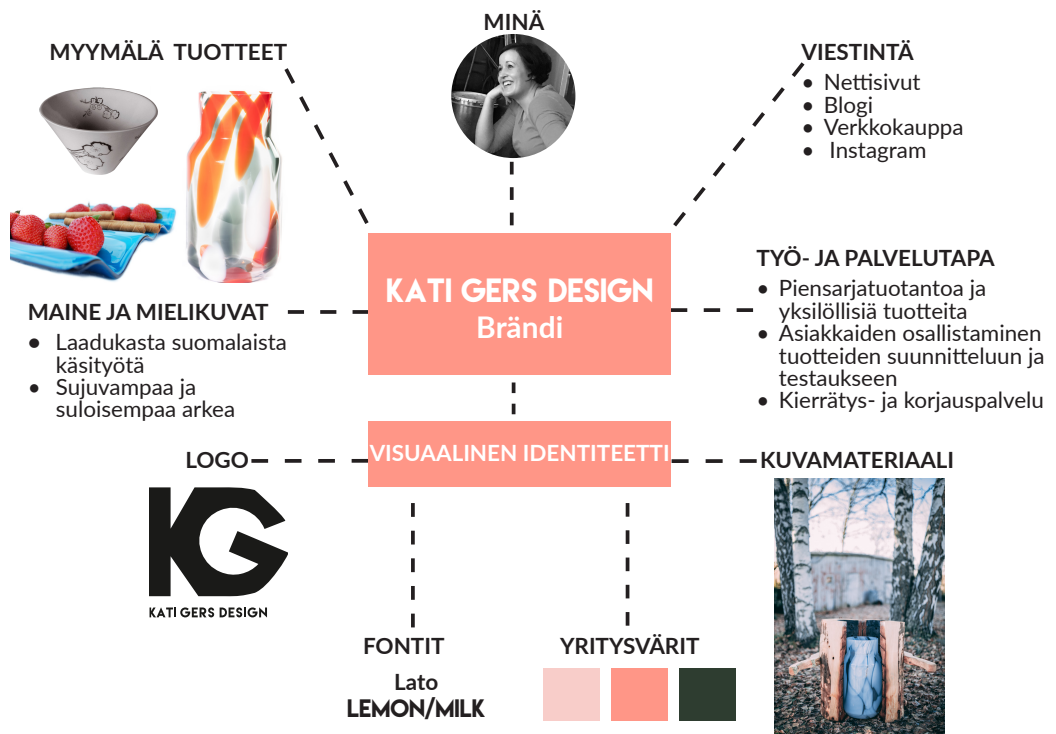 MINÄ
MYYMÄLÄ TUOTTEET
VIESTINTÄ
• Nettisivut
• Blogi
• Verkkokauppa
• Instagram
KATI GERS DESIGN
Brändi
TYÖ- JA PALVELUTAPA
• Piensarjatuotantoa ja
yksilöllisiä tuotteita
• Asiakkaiden osallistaminen
tuotteiden suunnitteluun ja
testaukseen
• Kierrätys- ja korjauspalvelu
MAINE JA MIELIKUVAT
• Laadukasta suomalaista
käsityötä
• Sujuvampaa ja
suloisempaa arkea
VISUAALINEN IDENTITEETTI
LOGO
KG
KATI GERS DESIGN
KUVAMATERIAALI
FONTIT
Lato
LEMON/MILK
YRITYSVÄRIT